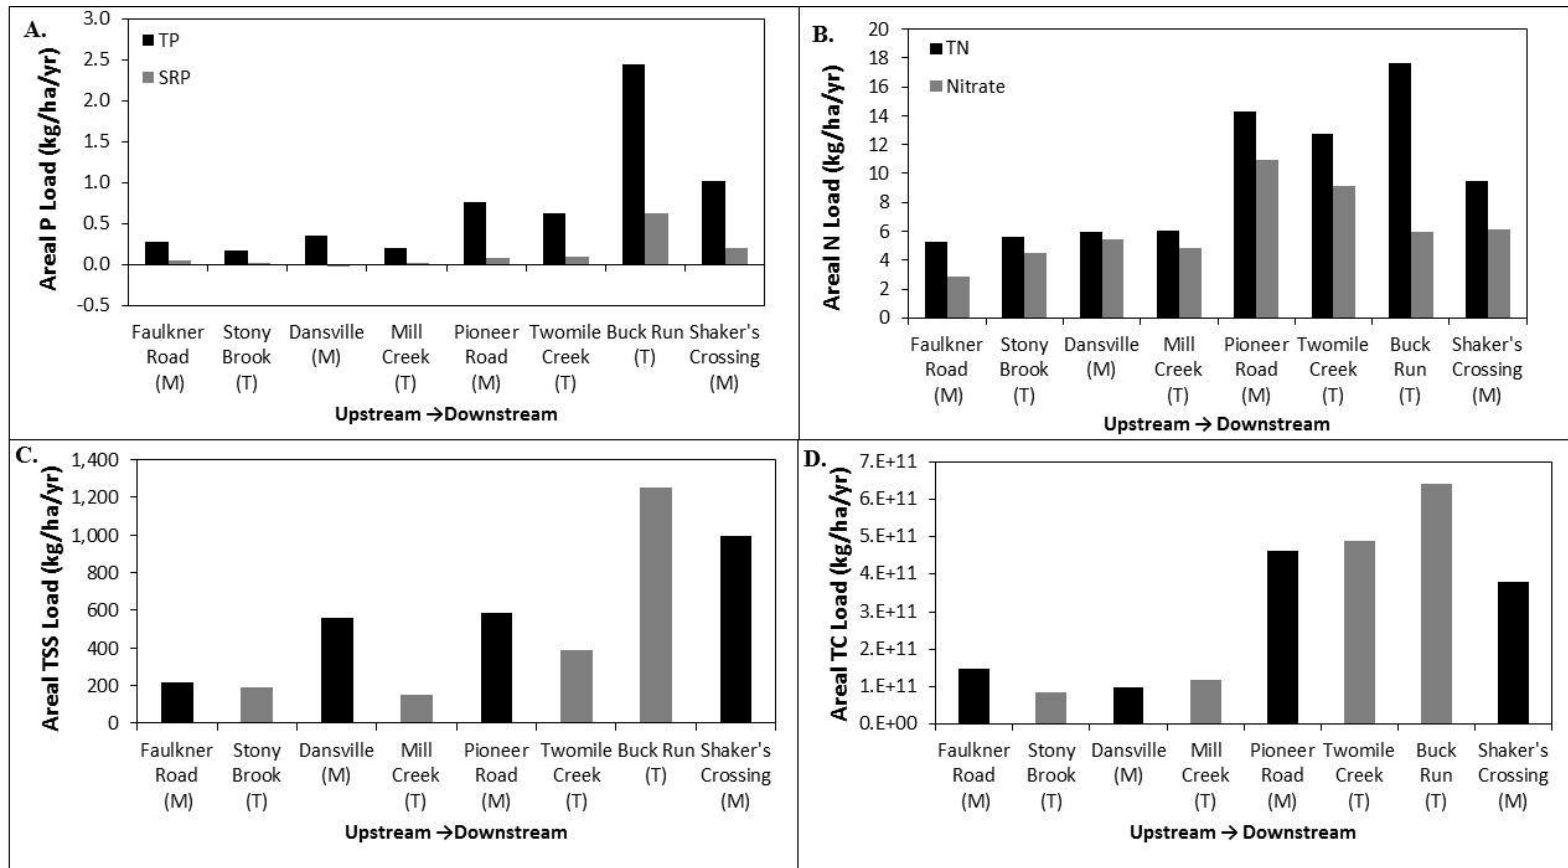 A.
Areal P Load (kg/ha/yr)
3.0
2.5
2.0
1.5
1.0
0.5
0.0
-0.5
TP
SRP
Faulkner Stony Dansville Mill Pioneer Twomile Buck Run Shaker's
Road Brook (M) Creek Road Creek (T) Crossing
(M) (T) (T) (M) (T) (M)
Upstream →Downstream
B.
Areal N Load (kg/ha/yr)
20
18
16
14
12
10
8
6
4
2
0
TN
Nitrate
Faulkner Stony Dansville Mill Pioneer Twomile Buck Shaker's
Road Brook (M) Creek Road Creek Run Crossing
(M) (T) (T) (M) (T) (T) (M)
Upstream → Downstream
C.
Areal TSS Load (kg/ha/yr)
1,400
1,200
1,000
800
600
400
200
0
Faulkner Stony Dansville Mill Pioneer Twomile Buck Run Shaker's
Road Brook (M) Creek Road Creek (T) Crossing
(M) (T) (T) (M) (T) (M)
Upstream →Downstream
D.
Areal TC Load (kg/ha/yr)
7.E+11
6.E+11
5.E+11
4.E+11
3.E+11
2.E+11
1.E+11
0.E+00
Faulkner Stony Dansville Mill Pioneer Twomile Buck Shaker's
Road Brook (M) Creek Road Creek Run Crossing
(M) (T) (T) (M) (T) (T) (M)
Upstream → Downstream